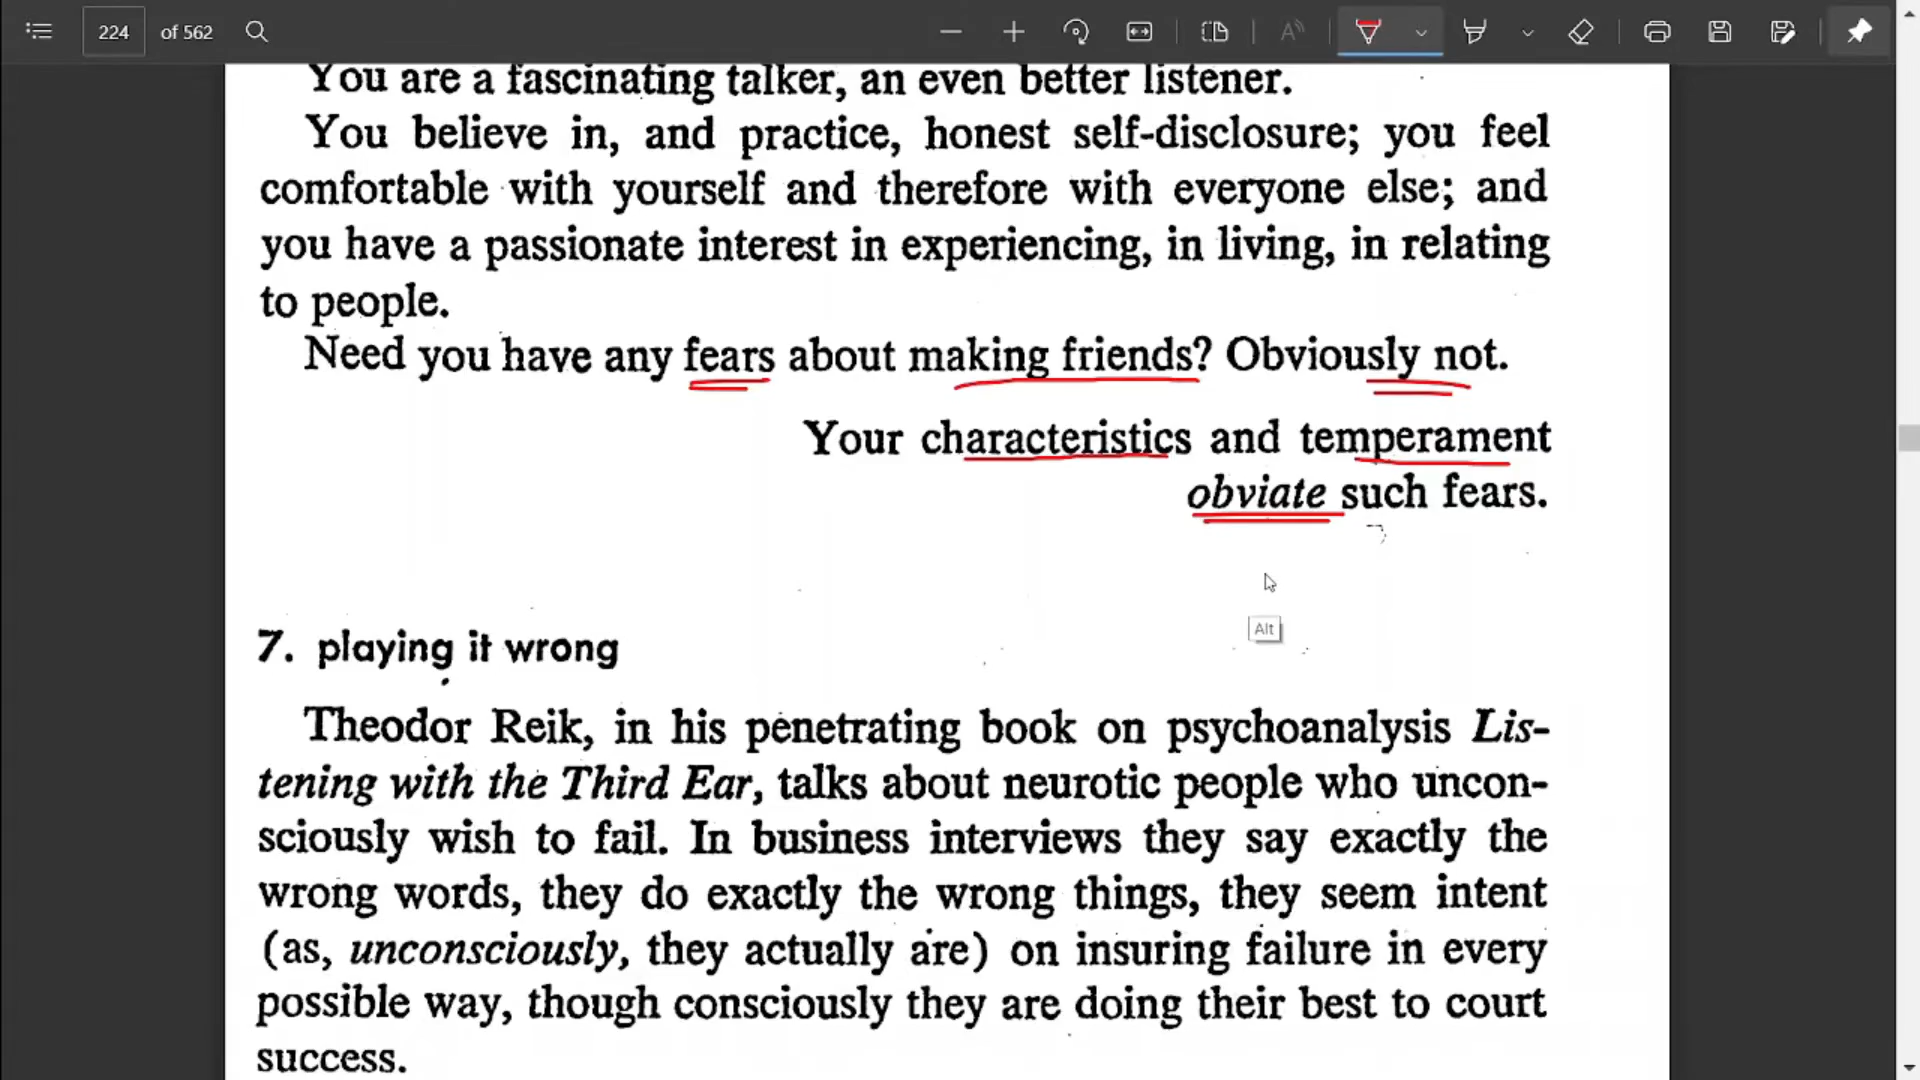 224 of 562
You are a fascinating talker, an even better listener.
You believe in, and practice, honest self-disclosure; you feel
comfortable with yourself and therefore with everyone else; and
you have a passionate interest in experiencing, in living, in relating
to people.
Need you have any fears about making friends? Obviously not.
Your characteristics and temperament
obviate such fears.
Alt
7. playing it wrong
Theodor Reik, in his penetrating book on psychoanalysis Lis-
tening with the Third Ear, talks about neurotic people who uncon-
sciously wish to fail. In business interviews they say exactly the
wrong words, they do exactly the wrong things, they seem intent
(as, unconsciously, they actually are) on insuring failure in every
possible way, though consciously they are doing their best to court
success.